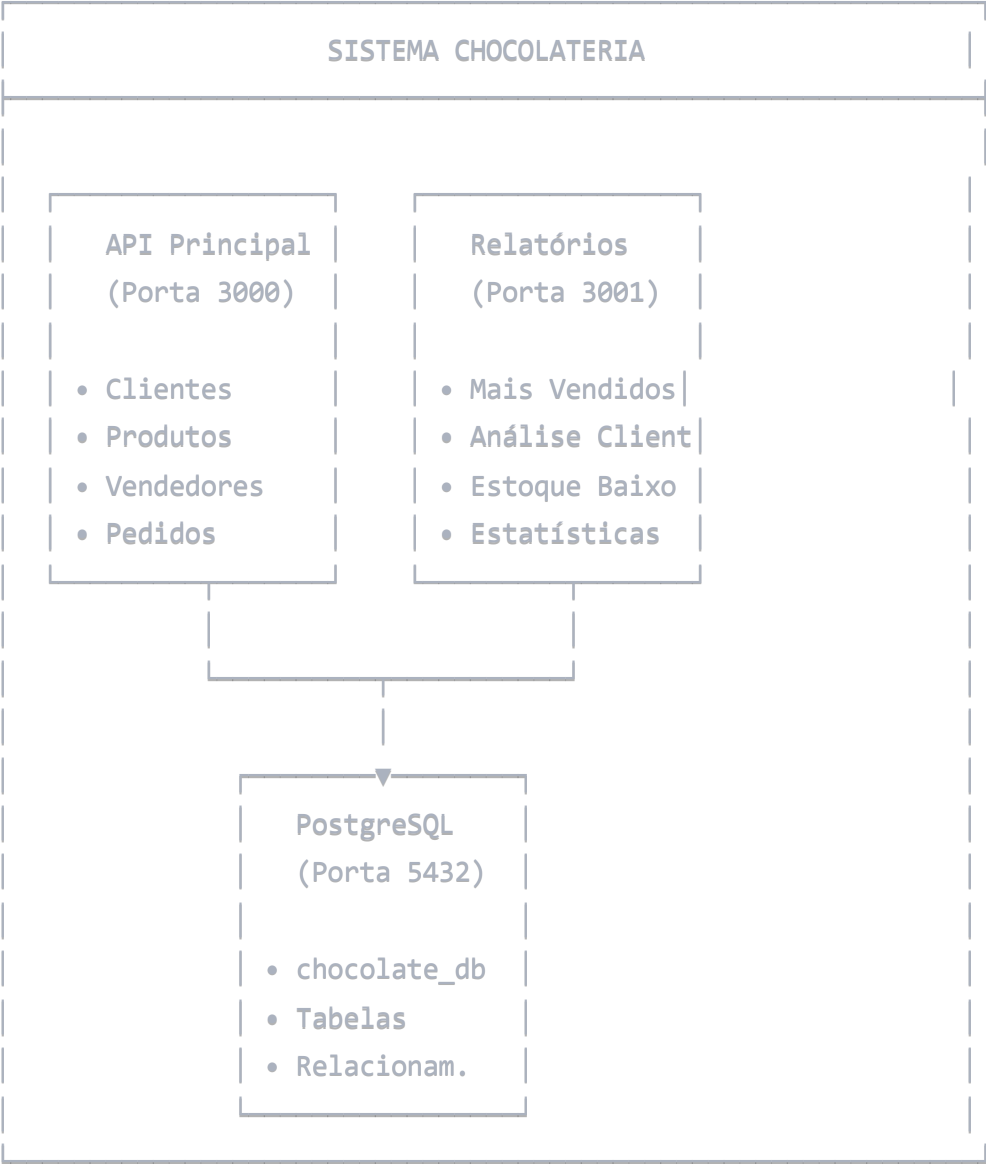 SISTEMA CHOCOLATERIA
API Principal
(Porta 3000)
• Clientes
• Produtos
• Vendedores
• Pedidos
Relatórios
(Porta 3001)
• Mais Vendidos
• Análise Client
• Estoque Baixo
• Estatísticas
PostgreSQL
(Porta 5432)
• chocolate_db
• Tabelas
• Relacionam.